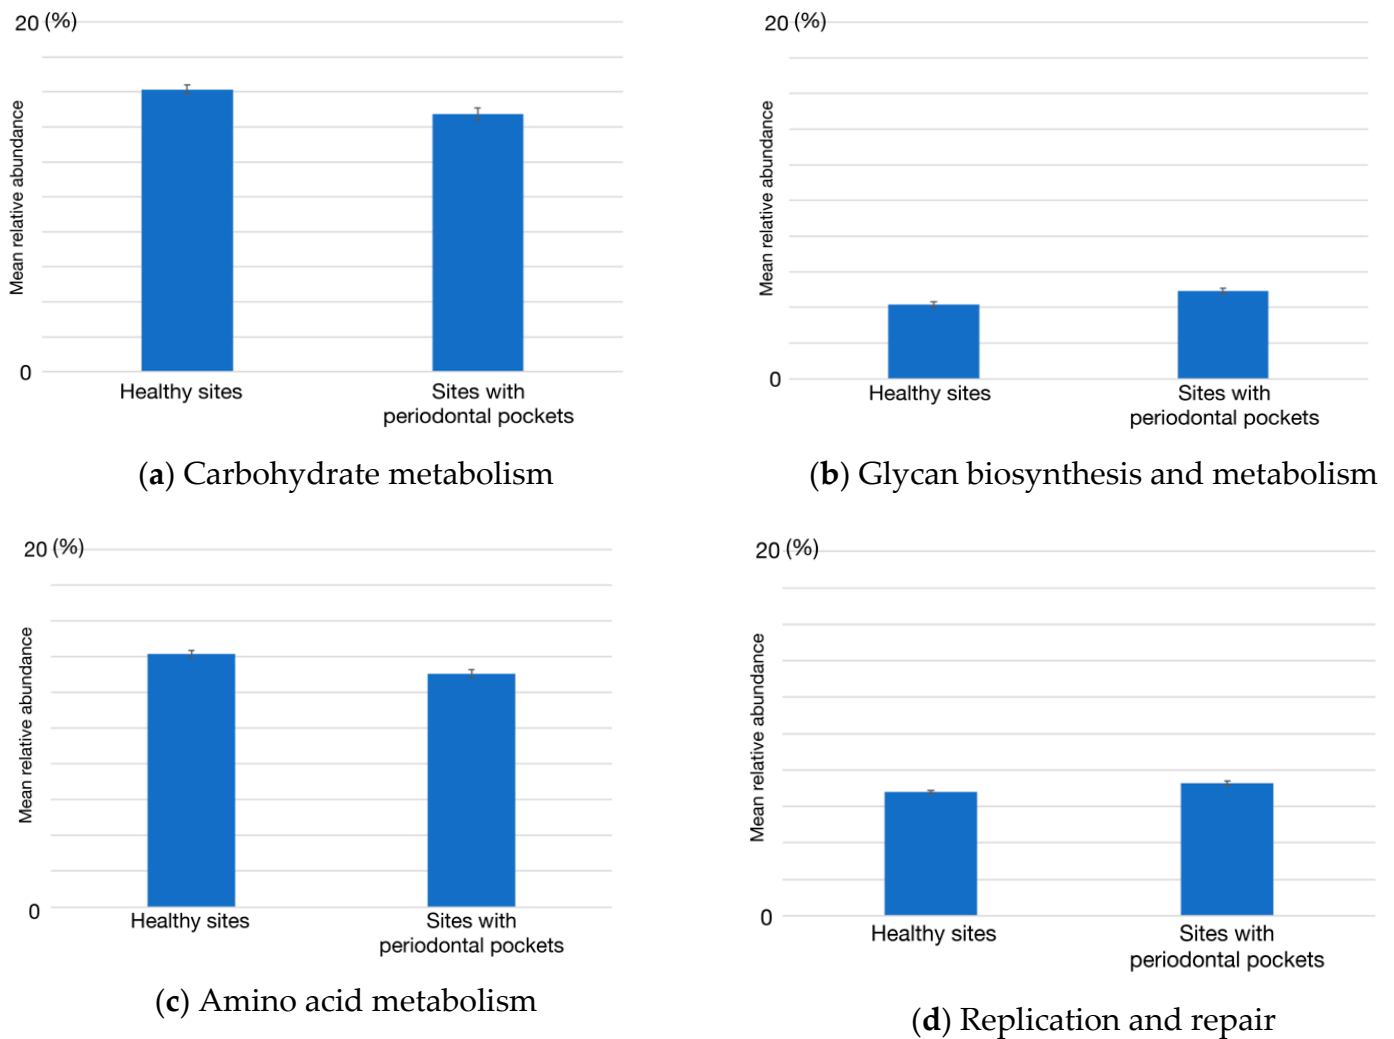 20 (%)
Mean relative abundance
0
Healthy sites
Sites with
periodontal pockets
(a) Carbohydrate metabolism
20 (%)
Mean relative abundance
0
Healthy sites
Sites with
periodontal pockets
(b) Glycan biosynthesis and metabolism
20 (%)
Mean relative abundance
0
Healthy sites
Sites with
periodontal pockets
(c) Amino acid metabolism
20 (%)
Mean relative abundance
0
Healthy sites
Sites with
periodontal pockets
(d) Replication and repair